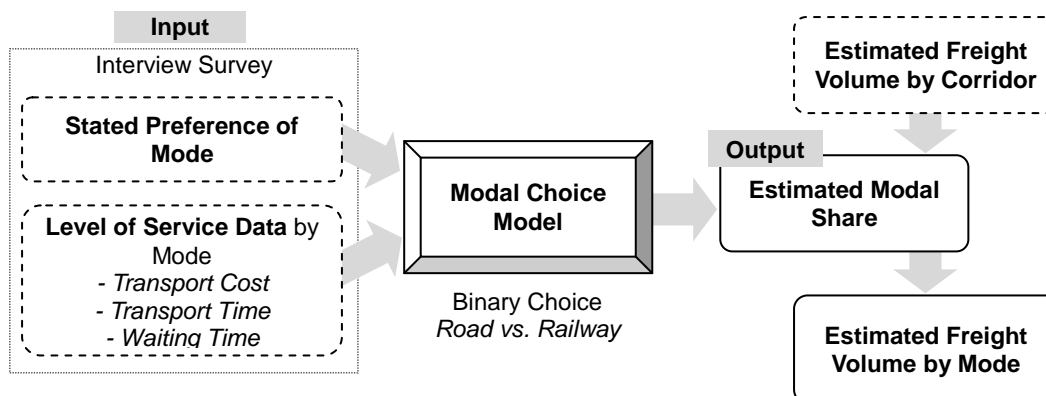 Input
Interview Survey
Stated Preference of
Mode
Level of Service Data by
Mode
- Transport Cost
- Transport Time
- Waiting Time
Modal Choice
Model
Binary Choice
Road vs. Railway
Estimated Freight
Volume by Corridor
Output
Estimated Modal
Share
Estimated Freight
Volume by Mode